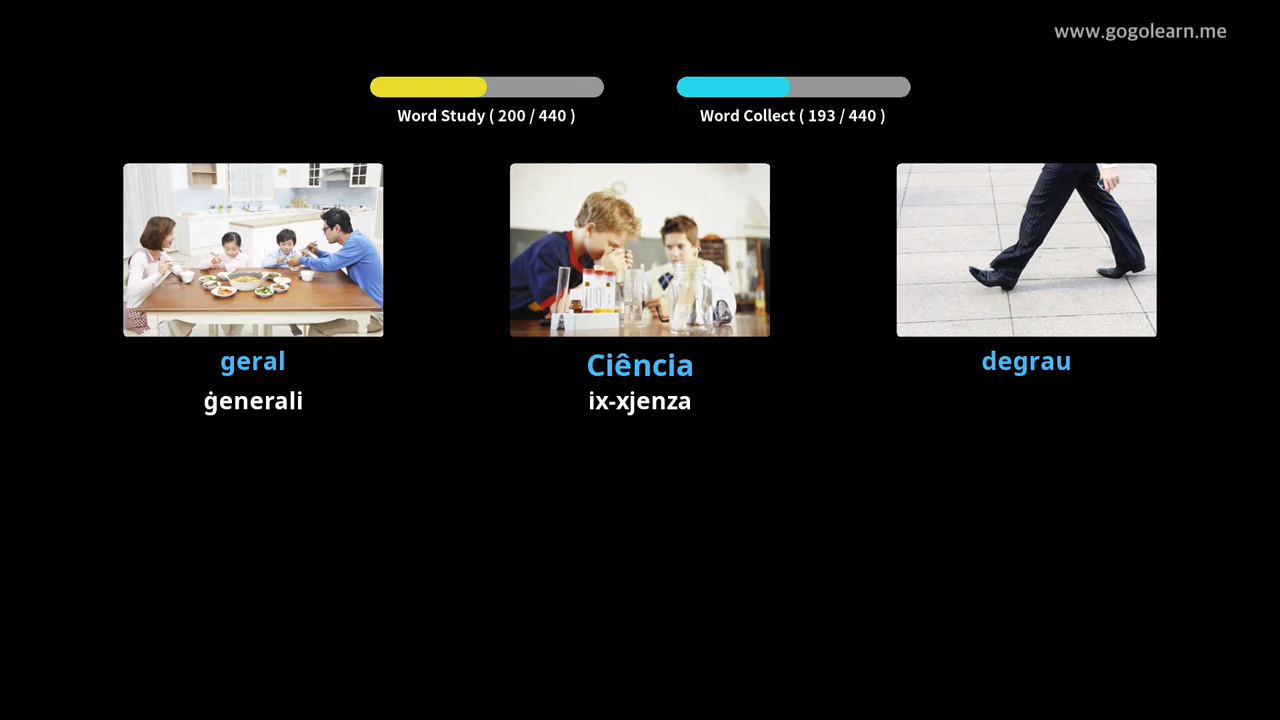 www.gogolearn.me
Word Study ( 200 / 440 )
Word Collect ( 193 / 440 )
geral
Ciência
degrau
ġenerali
ix-xjenza